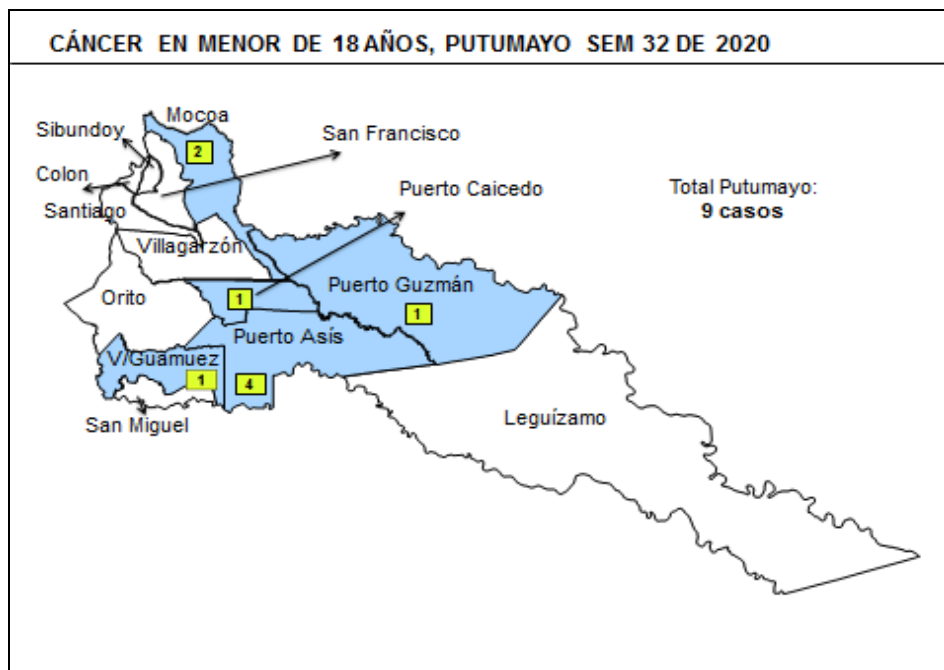 CÁNCER EN MENOR DE 18 AÑOS, PUTUMAYO SEM 32 DE 2020
Mocoa
Sibundoy
San Francisco
2
Colon
Puerto Caicedo
Total Putumayo:
9 casos
Santiago
Villagarzón
Puerto Guzmán
Orito
1
1
Puerto Asís
V/Guamuez
1
4
San Miguel
Leguízamo